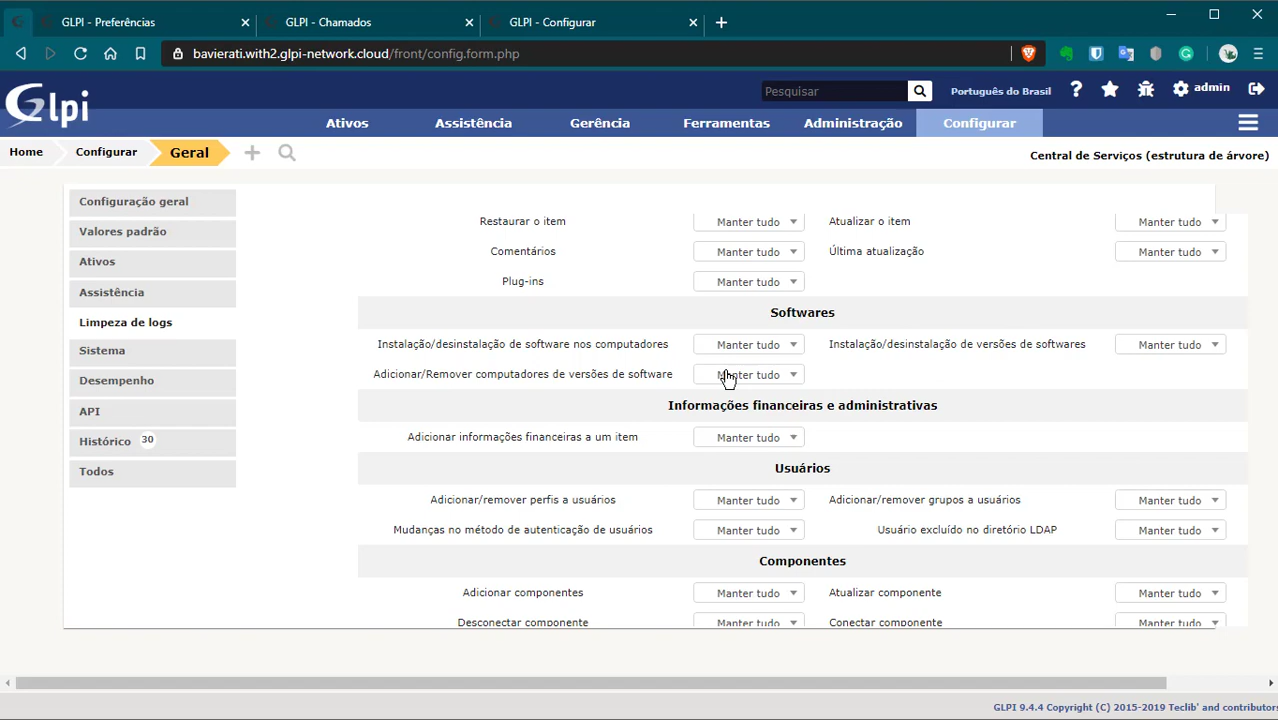 GLPI - Preferências
GLPI - Chamados
GLPI - Configurar
bavierati.with2.glpi-network.cloud/front/config.form.php
Glpi
Pesquisar
Português do Brasil
admin
Ativos
Assistência
Gerência
Ferramentas
Administração
Configurar
Home
Configurar
Geral
Central de Serviços (estrutura de árvore)
Configuração geral
Valores padrão
Ativos
Assistência
Limpeza de logs
Sistema
Desempenho
API
Histórico 30
Todos
Restaurar o item Manter tudo Atualizar o item Manter tudo
Comentários Manter tudo Última atualização Manter tudo
Plug-ins Manter tudo
Softwares
Instalação/desinstalação de software nos computadores Manter tudo Instalação/desinstalação de versões de softwares Manter tudo
Adicionar/Remover computadores de versões de software Manter tudo
Informações financeiras e administrativas
Adicionar informações financeiras a um item Manter tudo
Usuários
Adicionar/remover perfis a usuários Manter tudo Adicionar/remover grupos a usuários Manter tudo
Mudanças no método de autenticação de usuários Manter tudo Usuário excluído no diretório LDAP Manter tudo
Componentes
Adicionar componentes Manter tudo Atualizar componente Manter tudo
Desconectar componente Manter tudo Conectar componente Manter tudo
GLPI 9.4.4 Copyright (C) 2015-2019 Teclib' and contributors